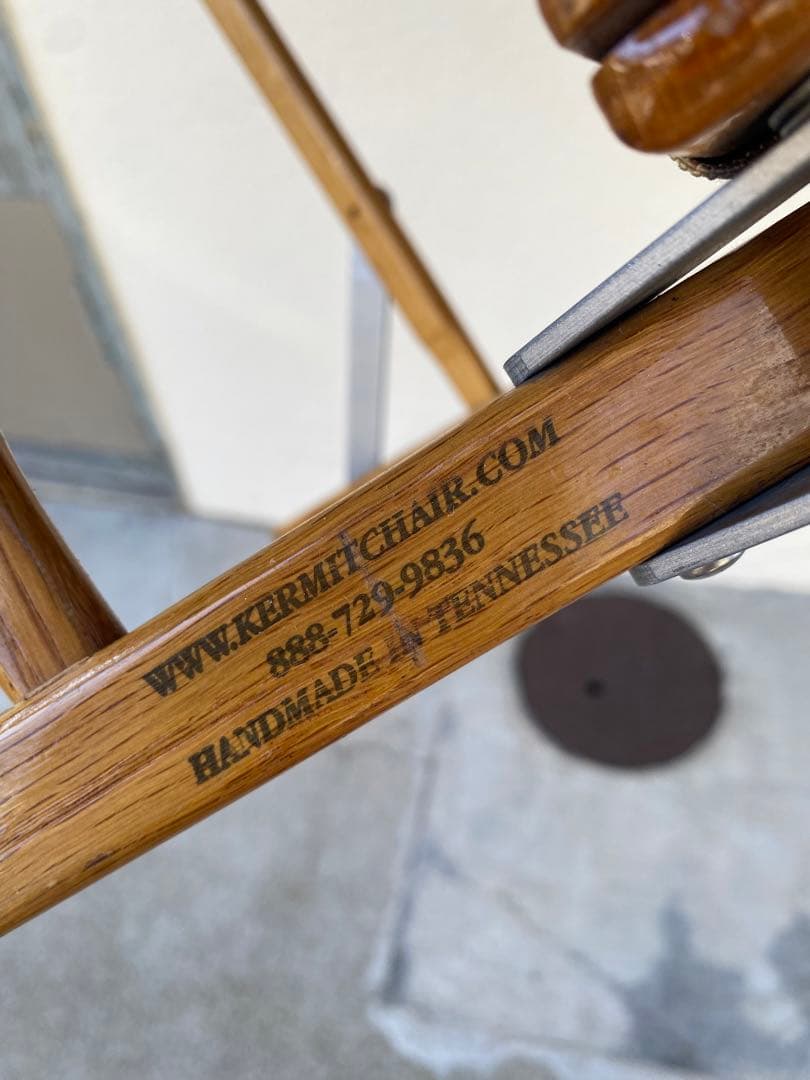 WWW.KERMITCHAIR.COM
888-729-9836
HANDMADE IN TENNESSEE